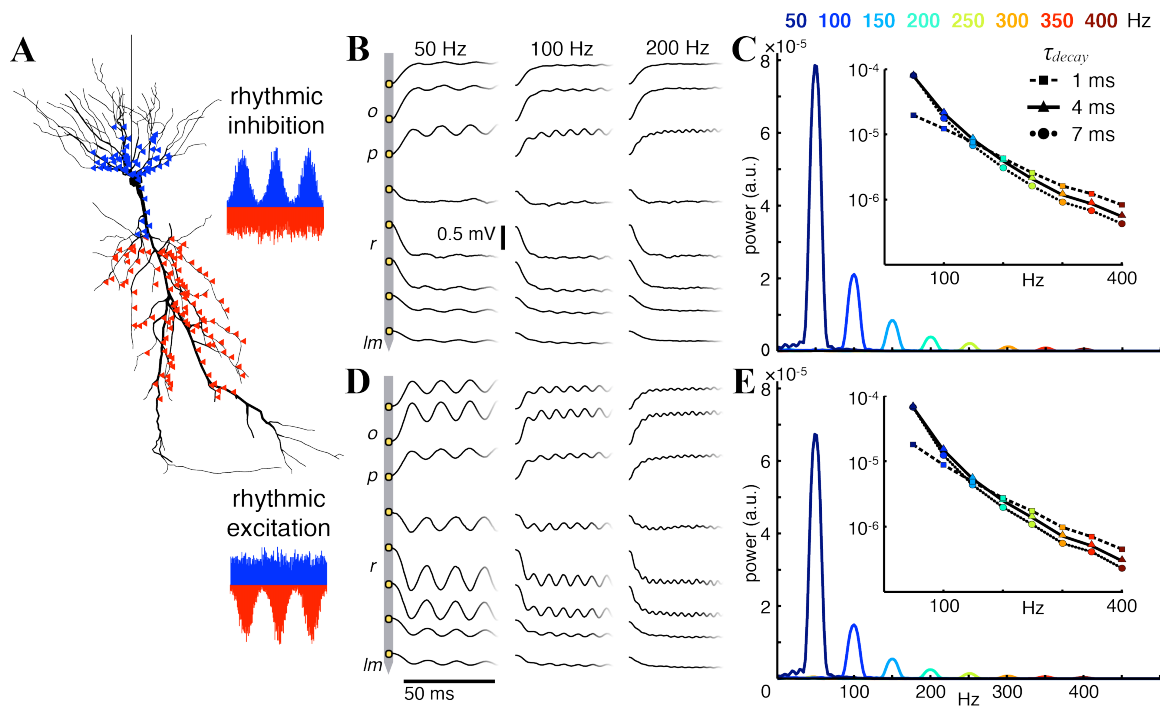 50 100 150 200 250 300 350 400 Hz
A
rhythmic
inhibition
rhythmic
excitation
B
50 Hz 100 Hz 200 Hz
o
p
r
lm
0.5 mV
C
×10-5
8
6
4
2
0
power (a.u.)
10-4
10-5
10-6
100 Hz 400
τdecay
1 ms
4 ms
7 ms
D
o
p
r
lm
50 ms
E
×10-5
8
6
4
2
power (a.u.)
0 100 200 Hz 300 400
10-4
10-5
10-6
100 Hz 400